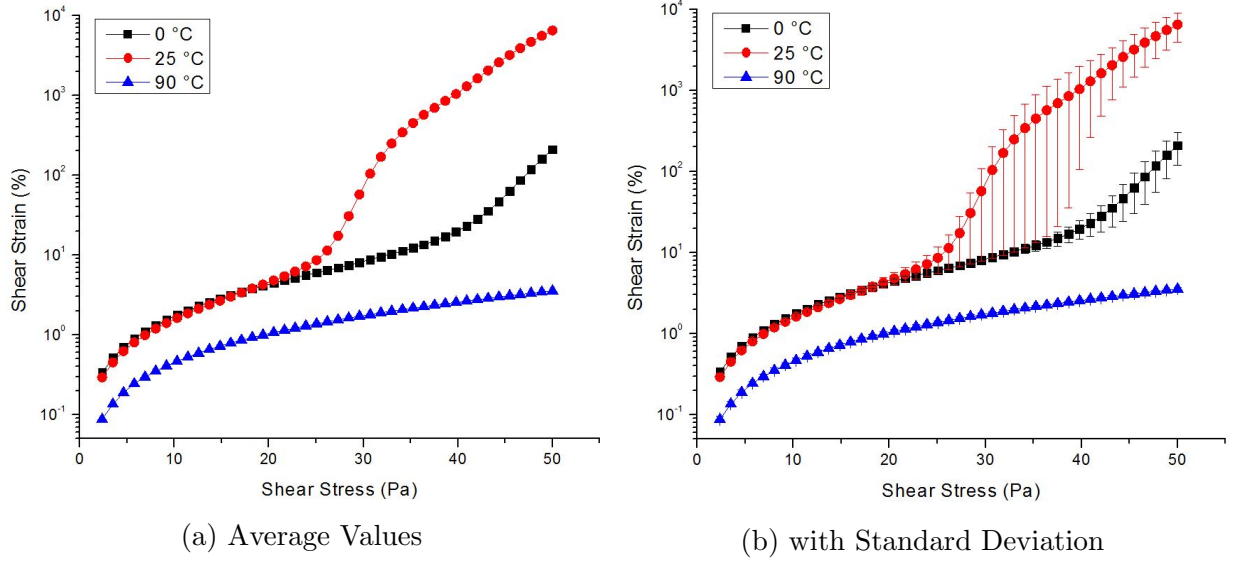 10^4
10^3
10^2
10^1
10^0
10^-1
Shear Strain (%)
0 °C
25 °C
90 °C
0 10 20 30 40 50
Shear Stress (Pa)
(a) Average Values
10^4
10^3
10^2
10^1
10^0
10^-1
Shear Strain (%)
0 °C
25 °C
90 °C
0 10 20 30 40 50
Shear Stress (Pa)
(b) with Standard Deviation